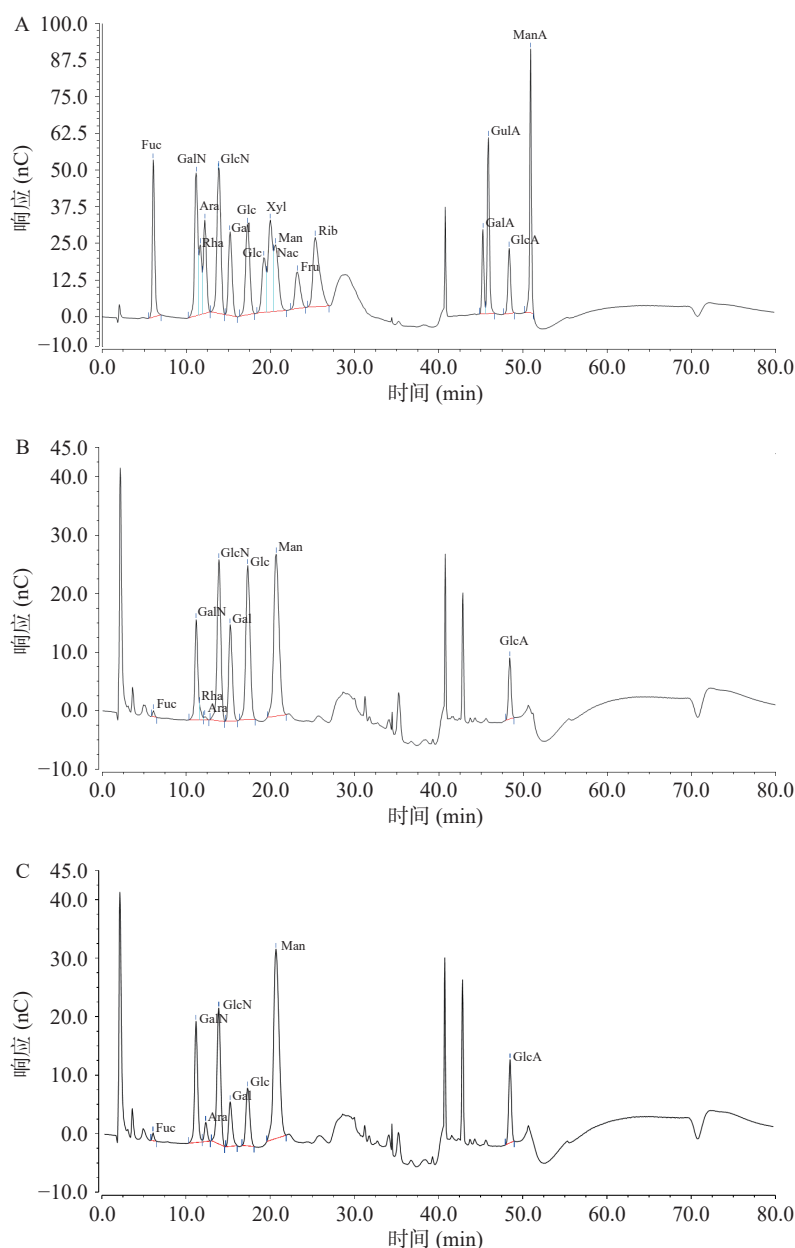 A
100.0
87.5
75.0
62.5
50.0
37.5
25.0
12.5
0.0
−10.0
响应 (nC)
Fuc
GalN
Rha
Ara
GlcN
Gal
Glc
Glc
Xyl
Man
Nac
Fru
Rib
GalA
GulA
GlcA
ManA
0.0 10.0 20.0 30.0 40.0 50.0 60.0 70.0 80.0
时间 (min)
B
45.0
40.0
30.0
20.0
10.0
0.0
−10.0
响应 (nC)
Fuc
GalN
Rha
Ara
GlcN
Gal
Glc
Man
GlcA
0.0 10.0 20.0 30.0 40.0 50.0 60.0 70.0 80.0
时间 (min)
C
45.0
40.0
30.0
20.0
10.0
0.0
−10.0
响应 (nC)
Fuc
GalN
Ara
GlcN
Gal
Glc
Man
GlcA
0.0 10.0 20.0 30.0 40.0 50.0 60.0 70.0 80.0
时间 (min)